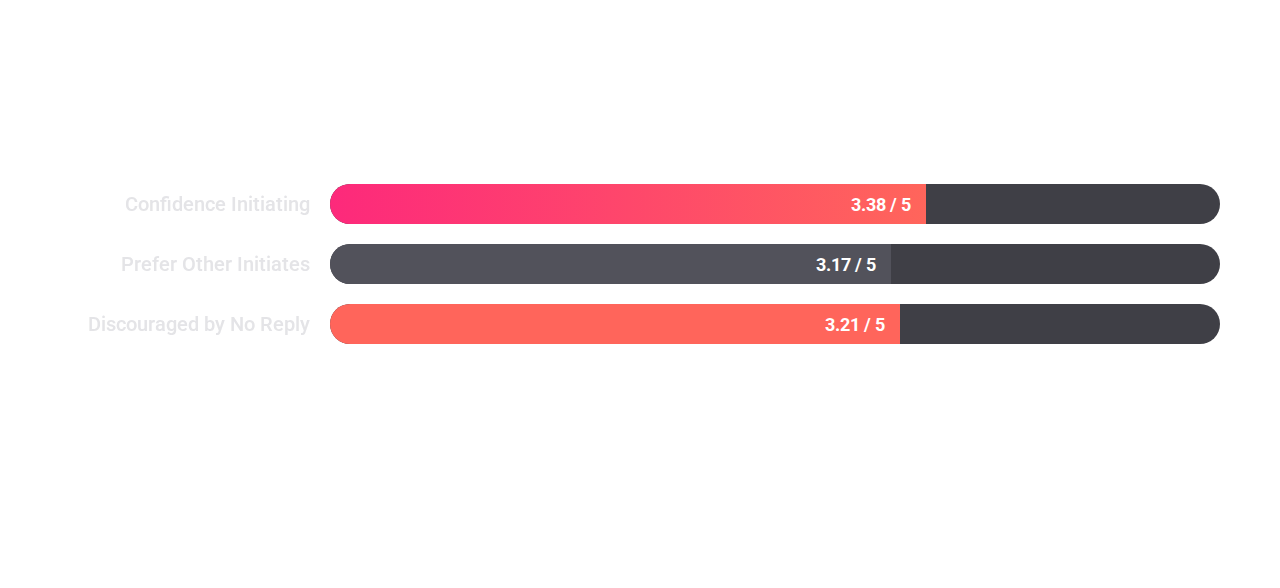 Confidence Initiating 3.38 / 5
Prefer Other Initiates 3.17 / 5
Discouraged by No Reply 3.21 / 5